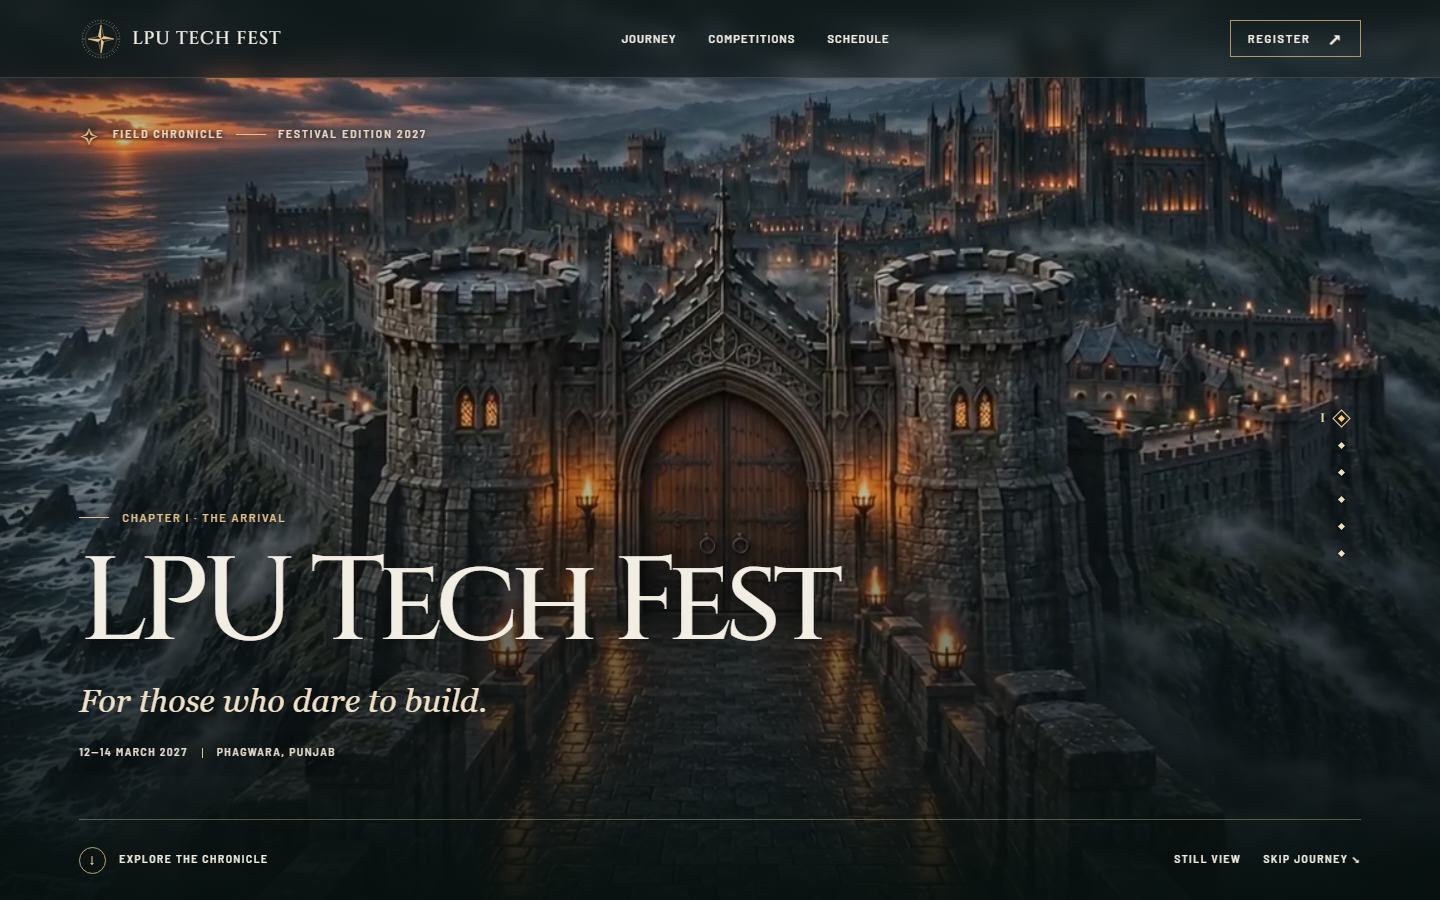 LPU TECH FEST
JOURNEY COMPETITIONS SCHEDULE
REGISTER ↗
FIELD CHRONICLE — FESTIVAL EDITION 2027
I
CHAPTER I · THE ARRIVAL
LPU TECH FEST
For those who dare to build.
12–14 MARCH 2027 | PHAGWARA, PUNJAB
↓ EXPLORE THE CHRONICLE
STILL VIEW SKIP JOURNEY ↘